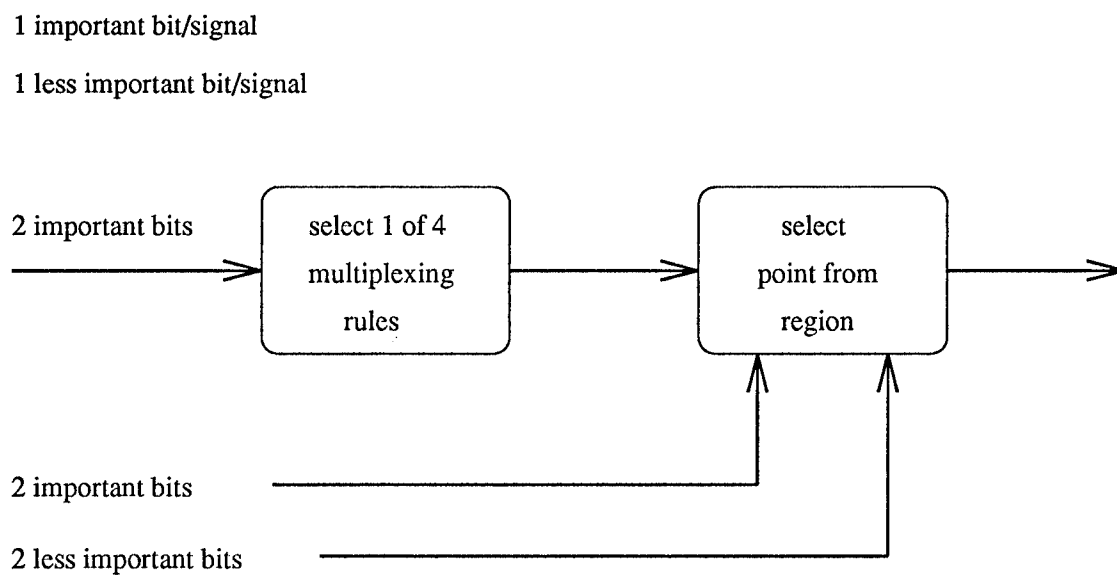 1 important bit/signal
1 less important bit/signal
2 important bits
select 1 of 4
multiplexing
rules
select
point from
region
2 important bits
2 less important bits